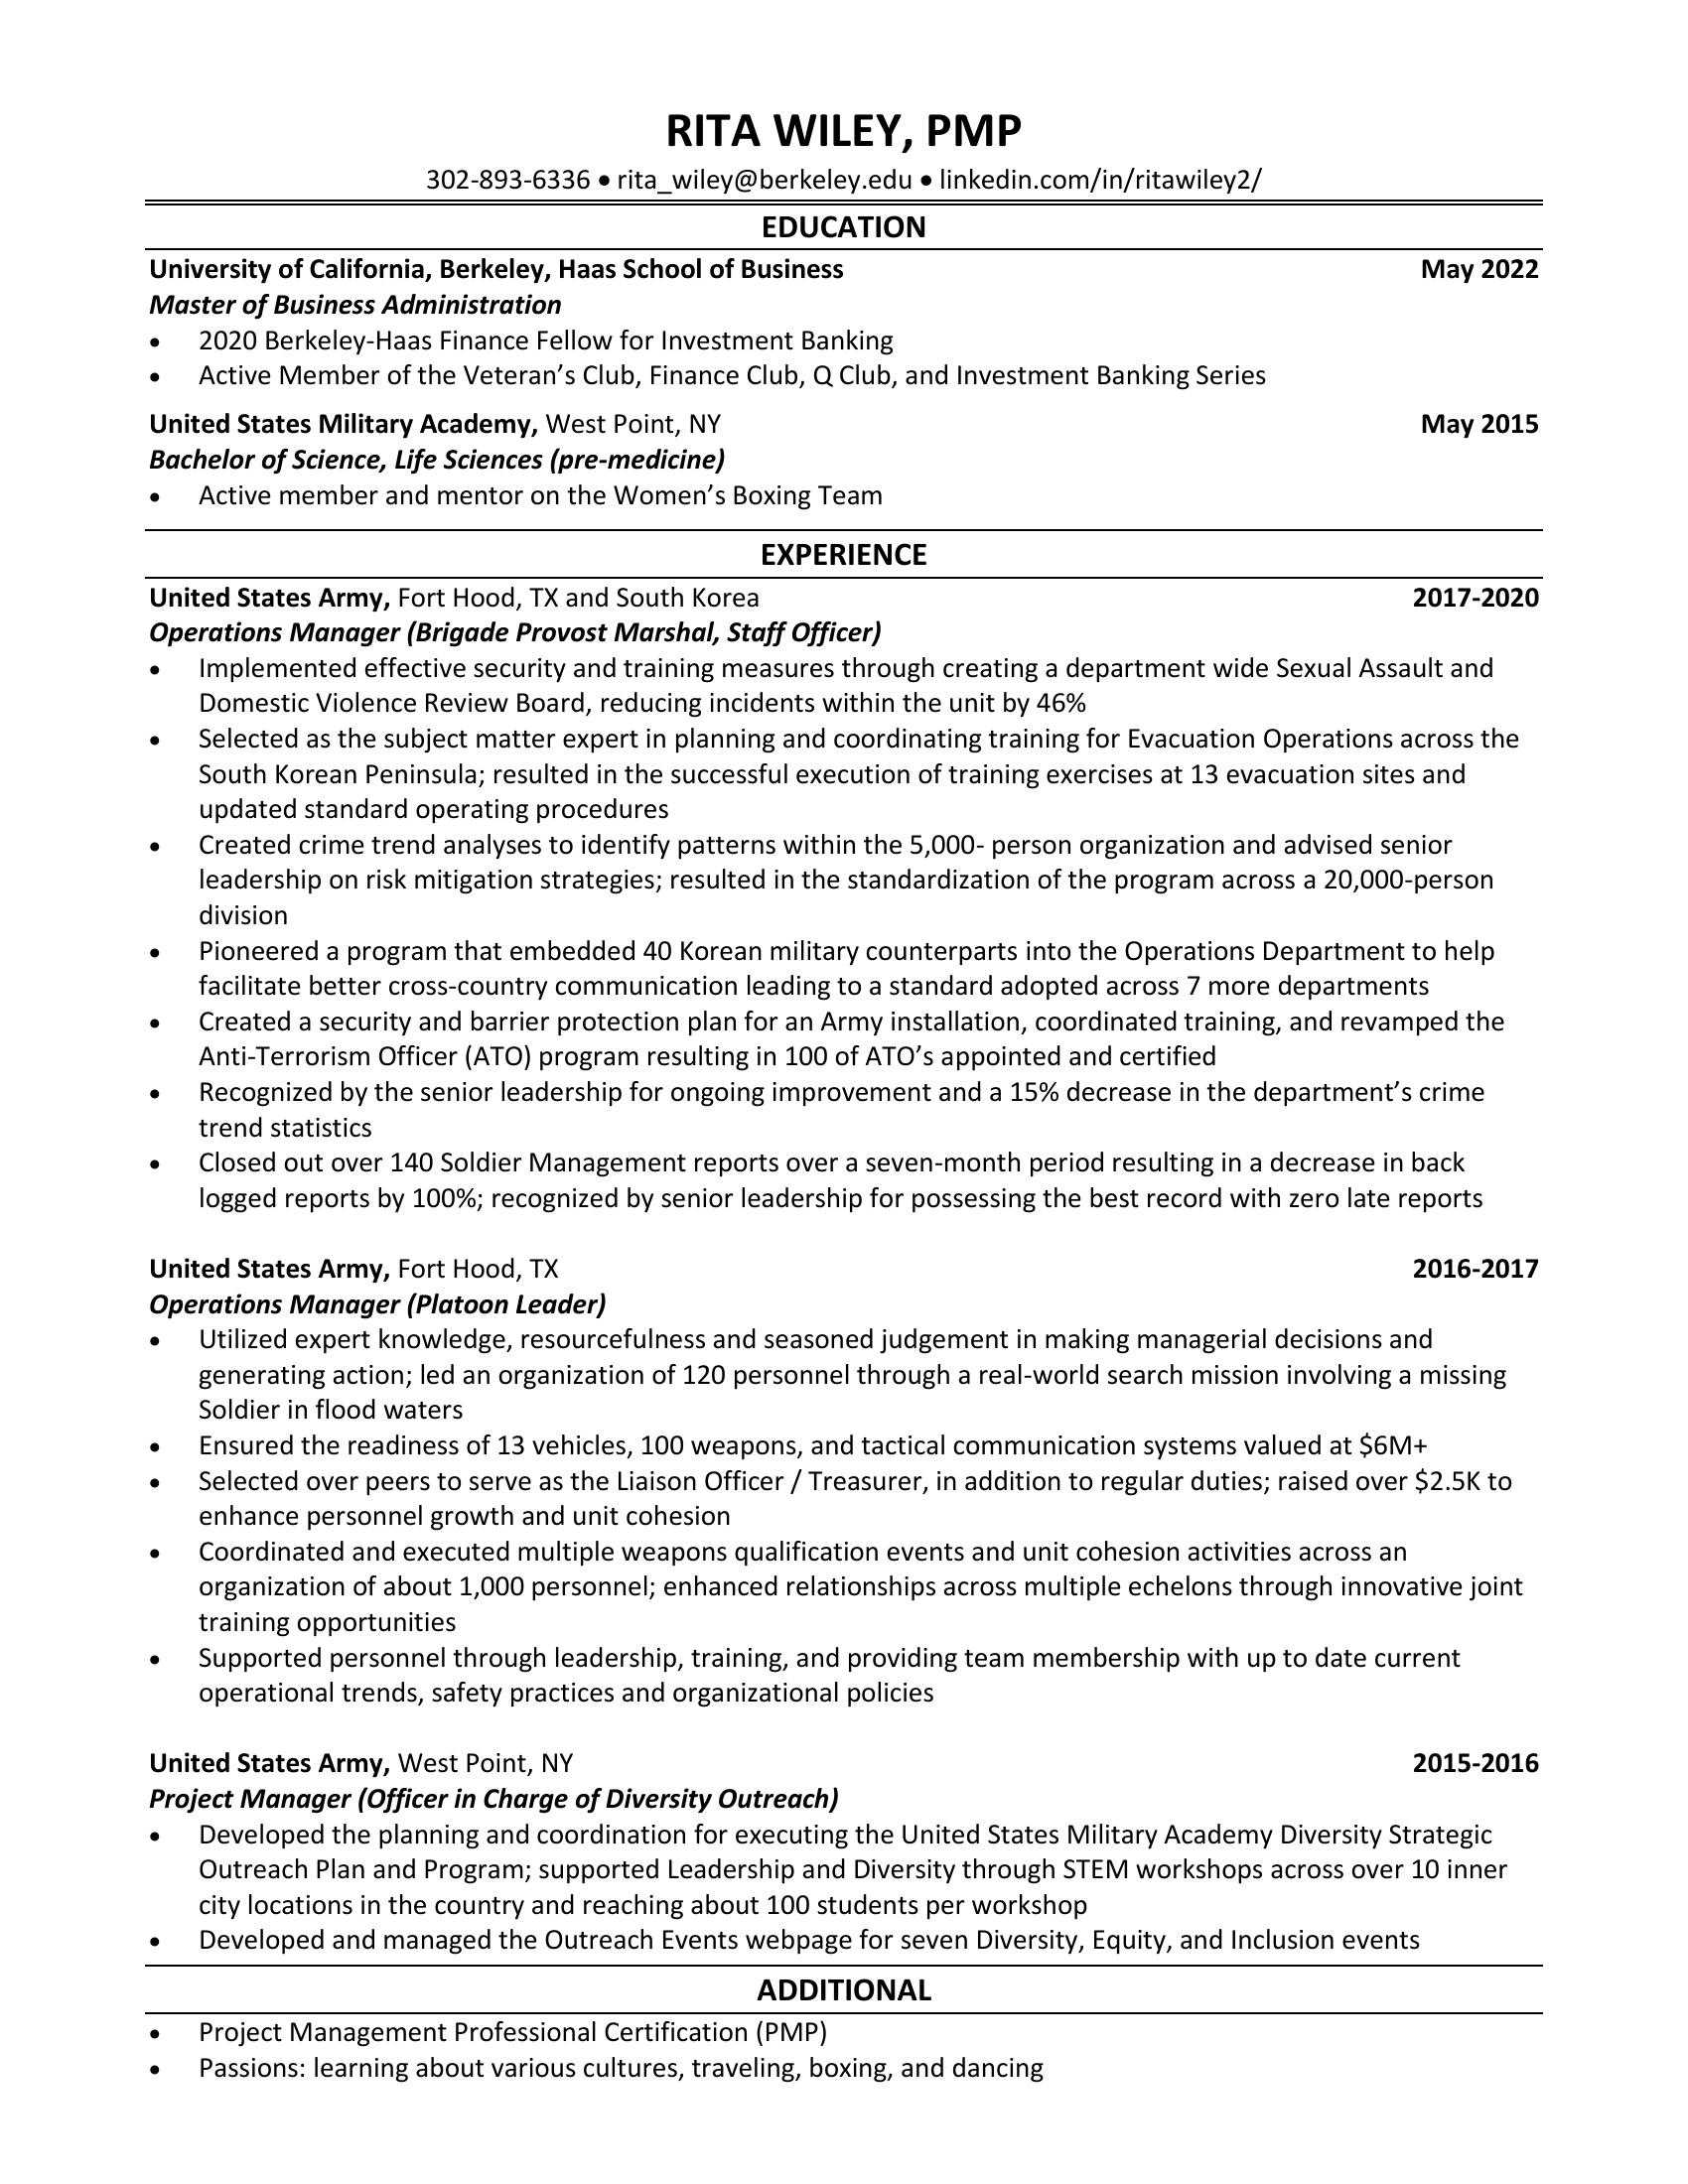 RITA WILEY, PMP
302-893-6336 • rita_wiley@berkeley.edu • linkedin.com/in/ritawiley2/
EDUCATION
University of California, Berkeley, Haas School of Business May 2022
Master of Business Administration
• 2020 Berkeley-Haas Finance Fellow for Investment Banking
• Active Member of the Veteran’s Club, Finance Club, Q Club, and Investment Banking Series
United States Military Academy, West Point, NY May 2015
Bachelor of Science, Life Sciences (pre-medicine)
• Active member and mentor on the Women’s Boxing Team
EXPERIENCE
United States Army, Fort Hood, TX and South Korea 2017-2020
Operations Manager (Brigade Provost Marshal, Staff Officer)
• Implemented effective security and training measures through creating a department wide Sexual Assault and
Domestic Violence Review Board, reducing incidents within the unit by 46%
• Selected as the subject matter expert in planning and coordinating training for Evacuation Operations across the
South Korean Peninsula; resulted in the successful execution of training exercises at 13 evacuation sites and
updated standard operating procedures
• Created crime trend analyses to identify patterns within the 5,000- person organization and advised senior
leadership on risk mitigation strategies; resulted in the standardization of the program across a 20,000-person
division
• Pioneered a program that embedded 40 Korean military counterparts into the Operations Department to help
facilitate better cross-country communication leading to a standard adopted across 7 more departments
• Created a security and barrier protection plan for an Army installation, coordinated training, and revamped the
Anti-Terrorism Officer (ATO) program resulting in 100 of ATO’s appointed and certified
• Recognized by the senior leadership for ongoing improvement and a 15% decrease in the department’s crime
trend statistics
• Closed out over 140 Soldier Management reports over a seven-month period resulting in a decrease in back
logged reports by 100%; recognized by senior leadership for possessing the best record with zero late reports
United States Army, Fort Hood, TX 2016-2017
Operations Manager (Platoon Leader)
• Utilized expert knowledge, resourcefulness and seasoned judgement in making managerial decisions and
generating action; led an organization of 120 personnel through a real-world search mission involving a missing
Soldier in flood waters
• Ensured the readiness of 13 vehicles, 100 weapons, and tactical communication systems valued at $6M+
• Selected over peers to serve as the Liaison Officer / Treasurer, in addition to regular duties; raised over $2.5K to
enhance personnel growth and unit cohesion
• Coordinated and executed multiple weapons qualification events and unit cohesion activities across an
organization of about 1,000 personnel; enhanced relationships across multiple echelons through innovative joint
training opportunities
• Supported personnel through leadership, training, and providing team membership with up to date current
operational trends, safety practices and organizational policies
United States Army, West Point, NY 2015-2016
Project Manager (Officer in Charge of Diversity Outreach)
• Developed the planning and coordination for executing the United States Military Academy Diversity Strategic
Outreach Plan and Program; supported Leadership and Diversity through STEM workshops across over 10 inner
city locations in the country and reaching about 100 students per workshop
• Developed and managed the Outreach Events webpage for seven Diversity, Equity, and Inclusion events
ADDITIONAL
• Project Management Professional Certification (PMP)
• Passions: learning about various cultures, traveling, boxing, and dancing